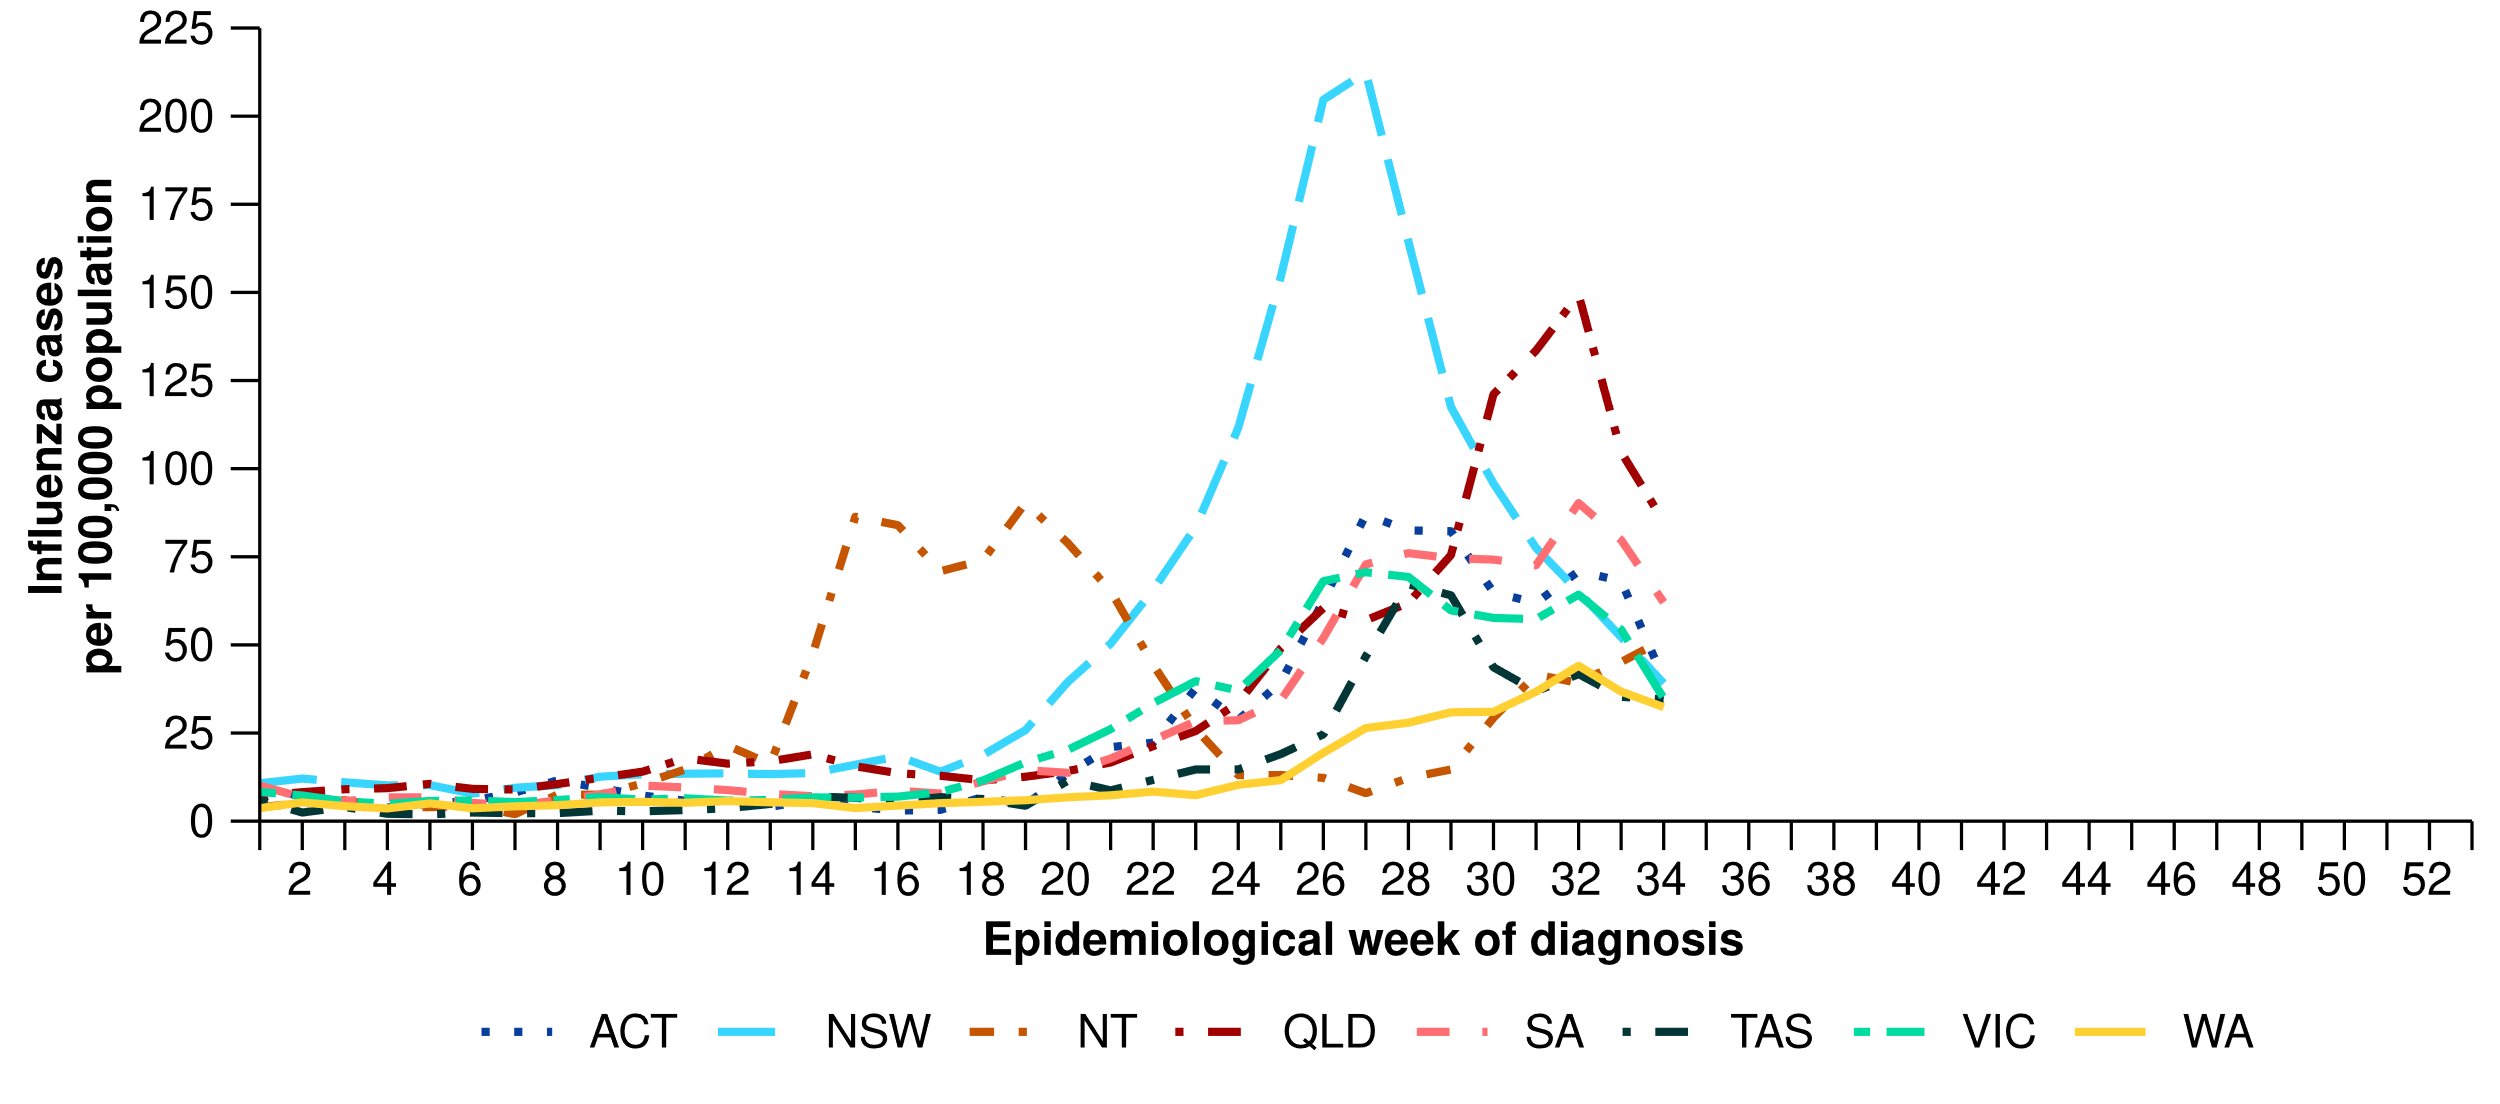 Influenza cases
per 100,000 population
225
200
175
150
125
100
75
50
25
0
2 4 6 8 10 12 14 16 18 20 22 24 26 28 30 32 34 36 38 40 42 44 46 48 50 52
Epidemiological week of diagnosis
ACT NSW NT QLD SA TAS VIC WA